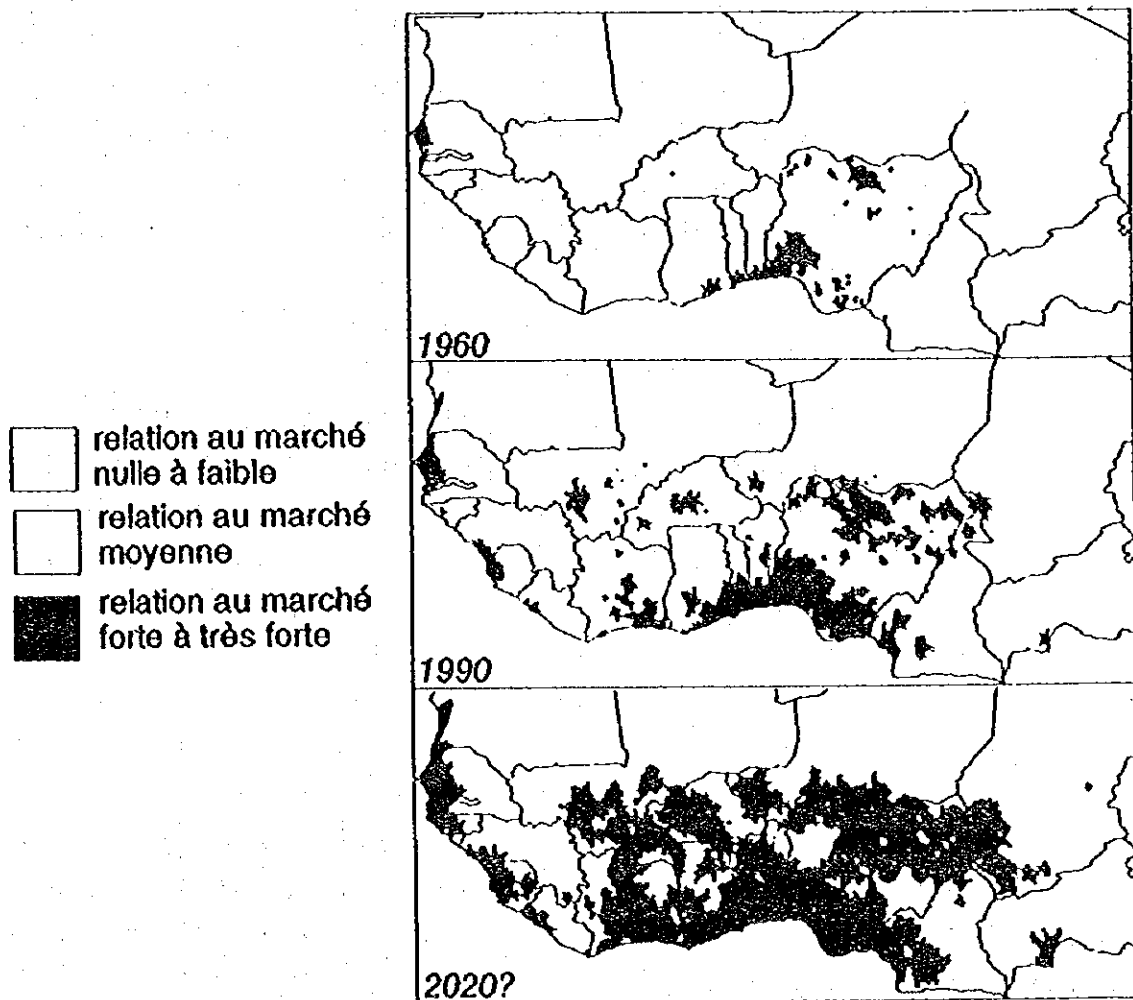 relation au marché
nulle à faible
relation au marché
moyenne
relation au marché
forte à très forte
1960
1990
2020?